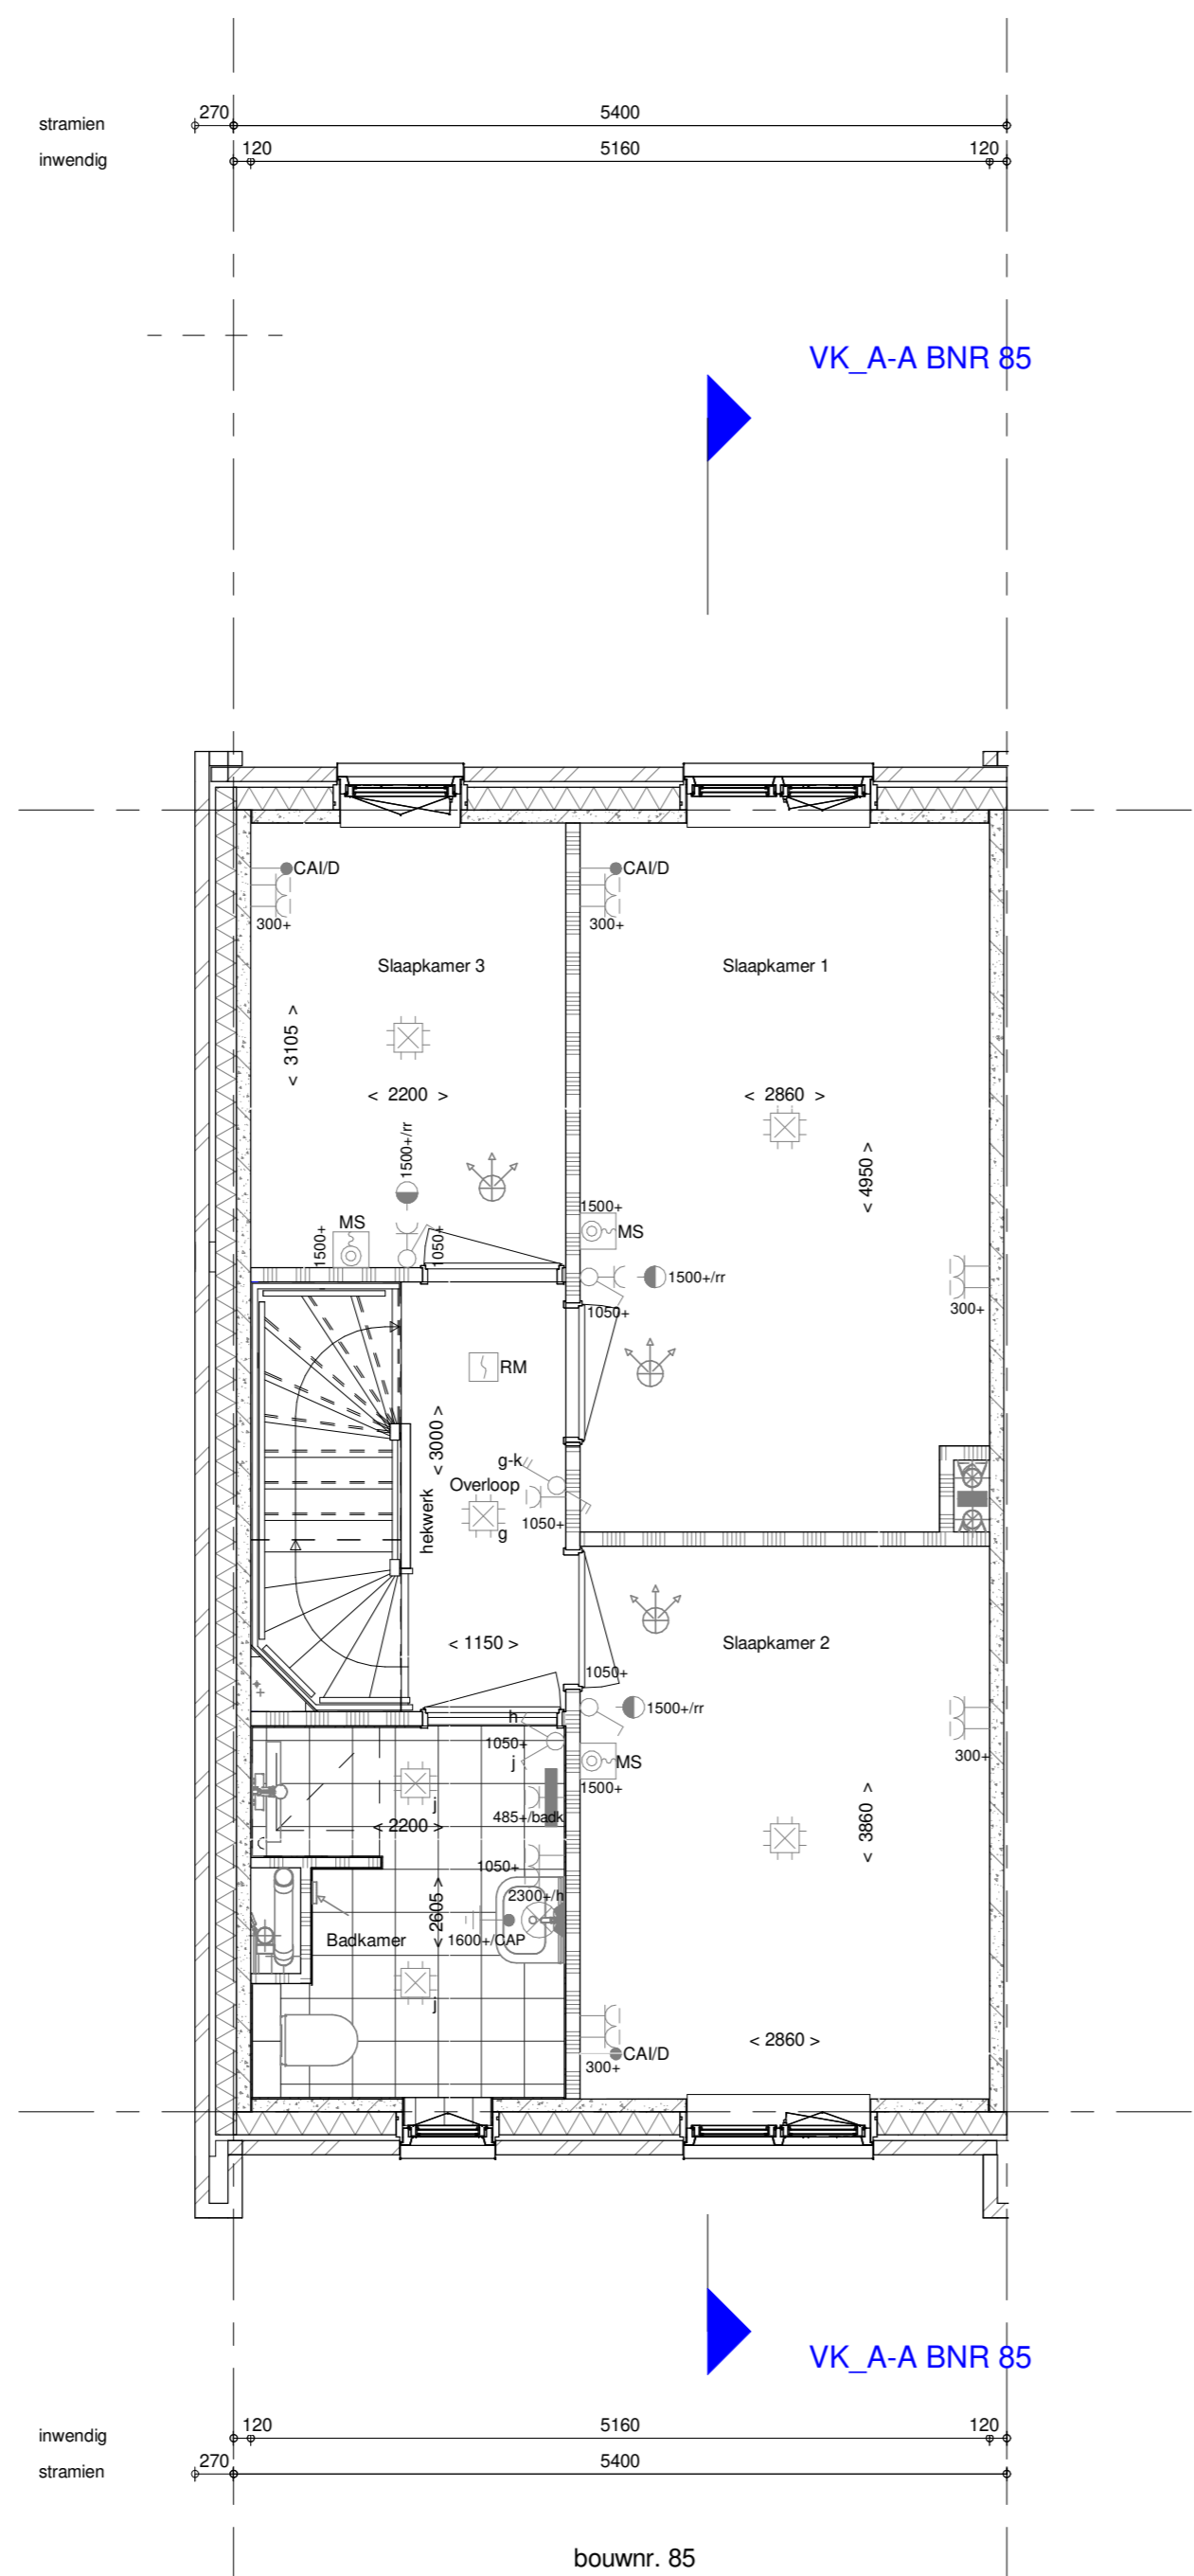 270 5400
stramien
120 5160 120
inwendig
VK_A-A BNR 85
CAI/D CAI/D
300+ 300+
Slaapkamer 3 Slaapkamer 1
< 3105 >
< 2200 > < 2860 >
1500+/rr
< 4950 >
1500+
MS MS
1500+ 1050+
1500+/rr
1050+ 300+
RM
< 3000 >
g-k
Overloop
hekwerk
1050+
g
< 1150 > Slaapkamer 2
1050+
1500+/rr
h
1050+
j
MS
300+
1500+
j
485+/badk
< 2200 >
< 3860 >
1050+
2300+/h
< 2605 >
Badkamer 1600+/CAP
j
< 2860 >
CAI/D
300+
VK_A-A BNR 85
120 5160 120
inwendig
270 5400
stramien
bouwnr. 85